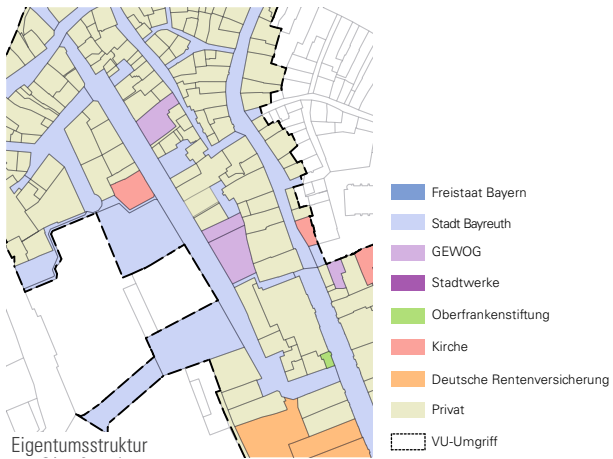 Freistaat Bayern
Stadt Bayreuth
GEWOG
Stadtwerke
Oberfrankenstiftung
Kirche
Deutsche Rentenversicherung
Privat
VU-Umgriff
Eigentumsstruktur